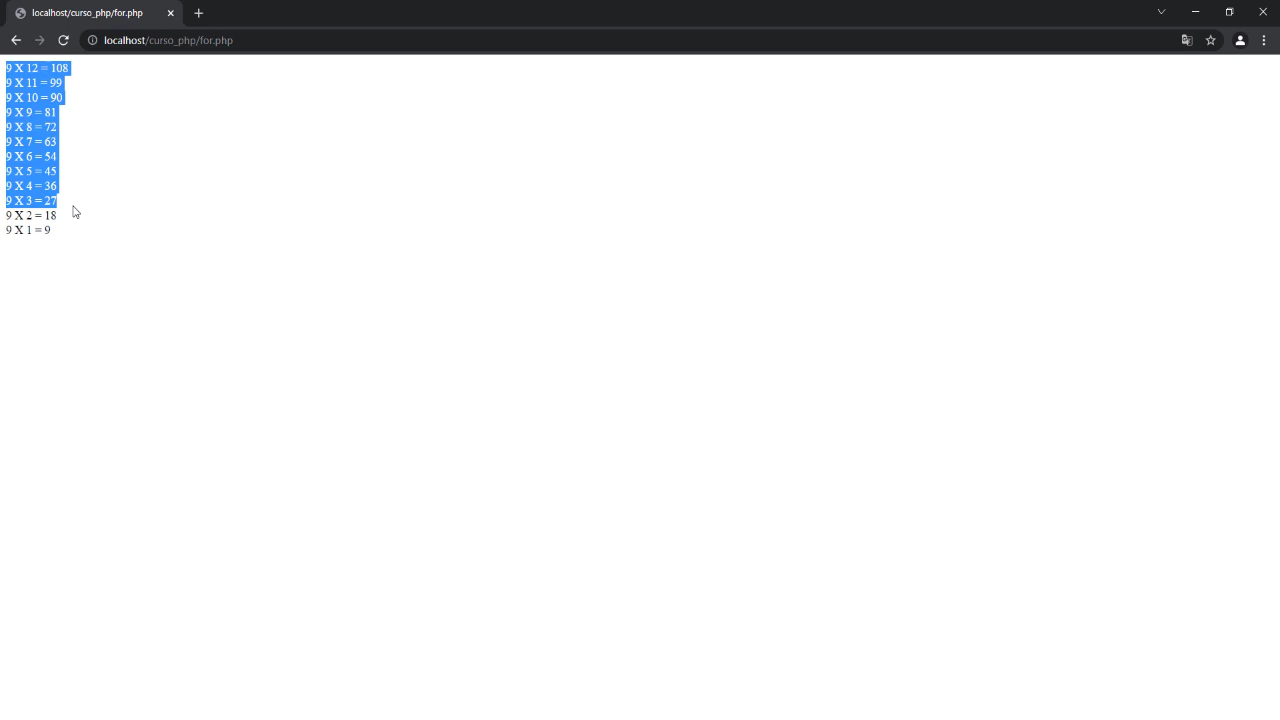 localhost/curso_php/for.php
localhost/curso_php/for.php
9 X 12 = 108
9 X 11 = 99
9 X 10 = 90
9 X 9 = 81
9 X 8 = 72
9 X 7 = 63
9 X 6 = 54
9 X 5 = 45
9 X 4 = 36
9 X 3 = 27
9 X 2 = 18
9 X 1 = 9